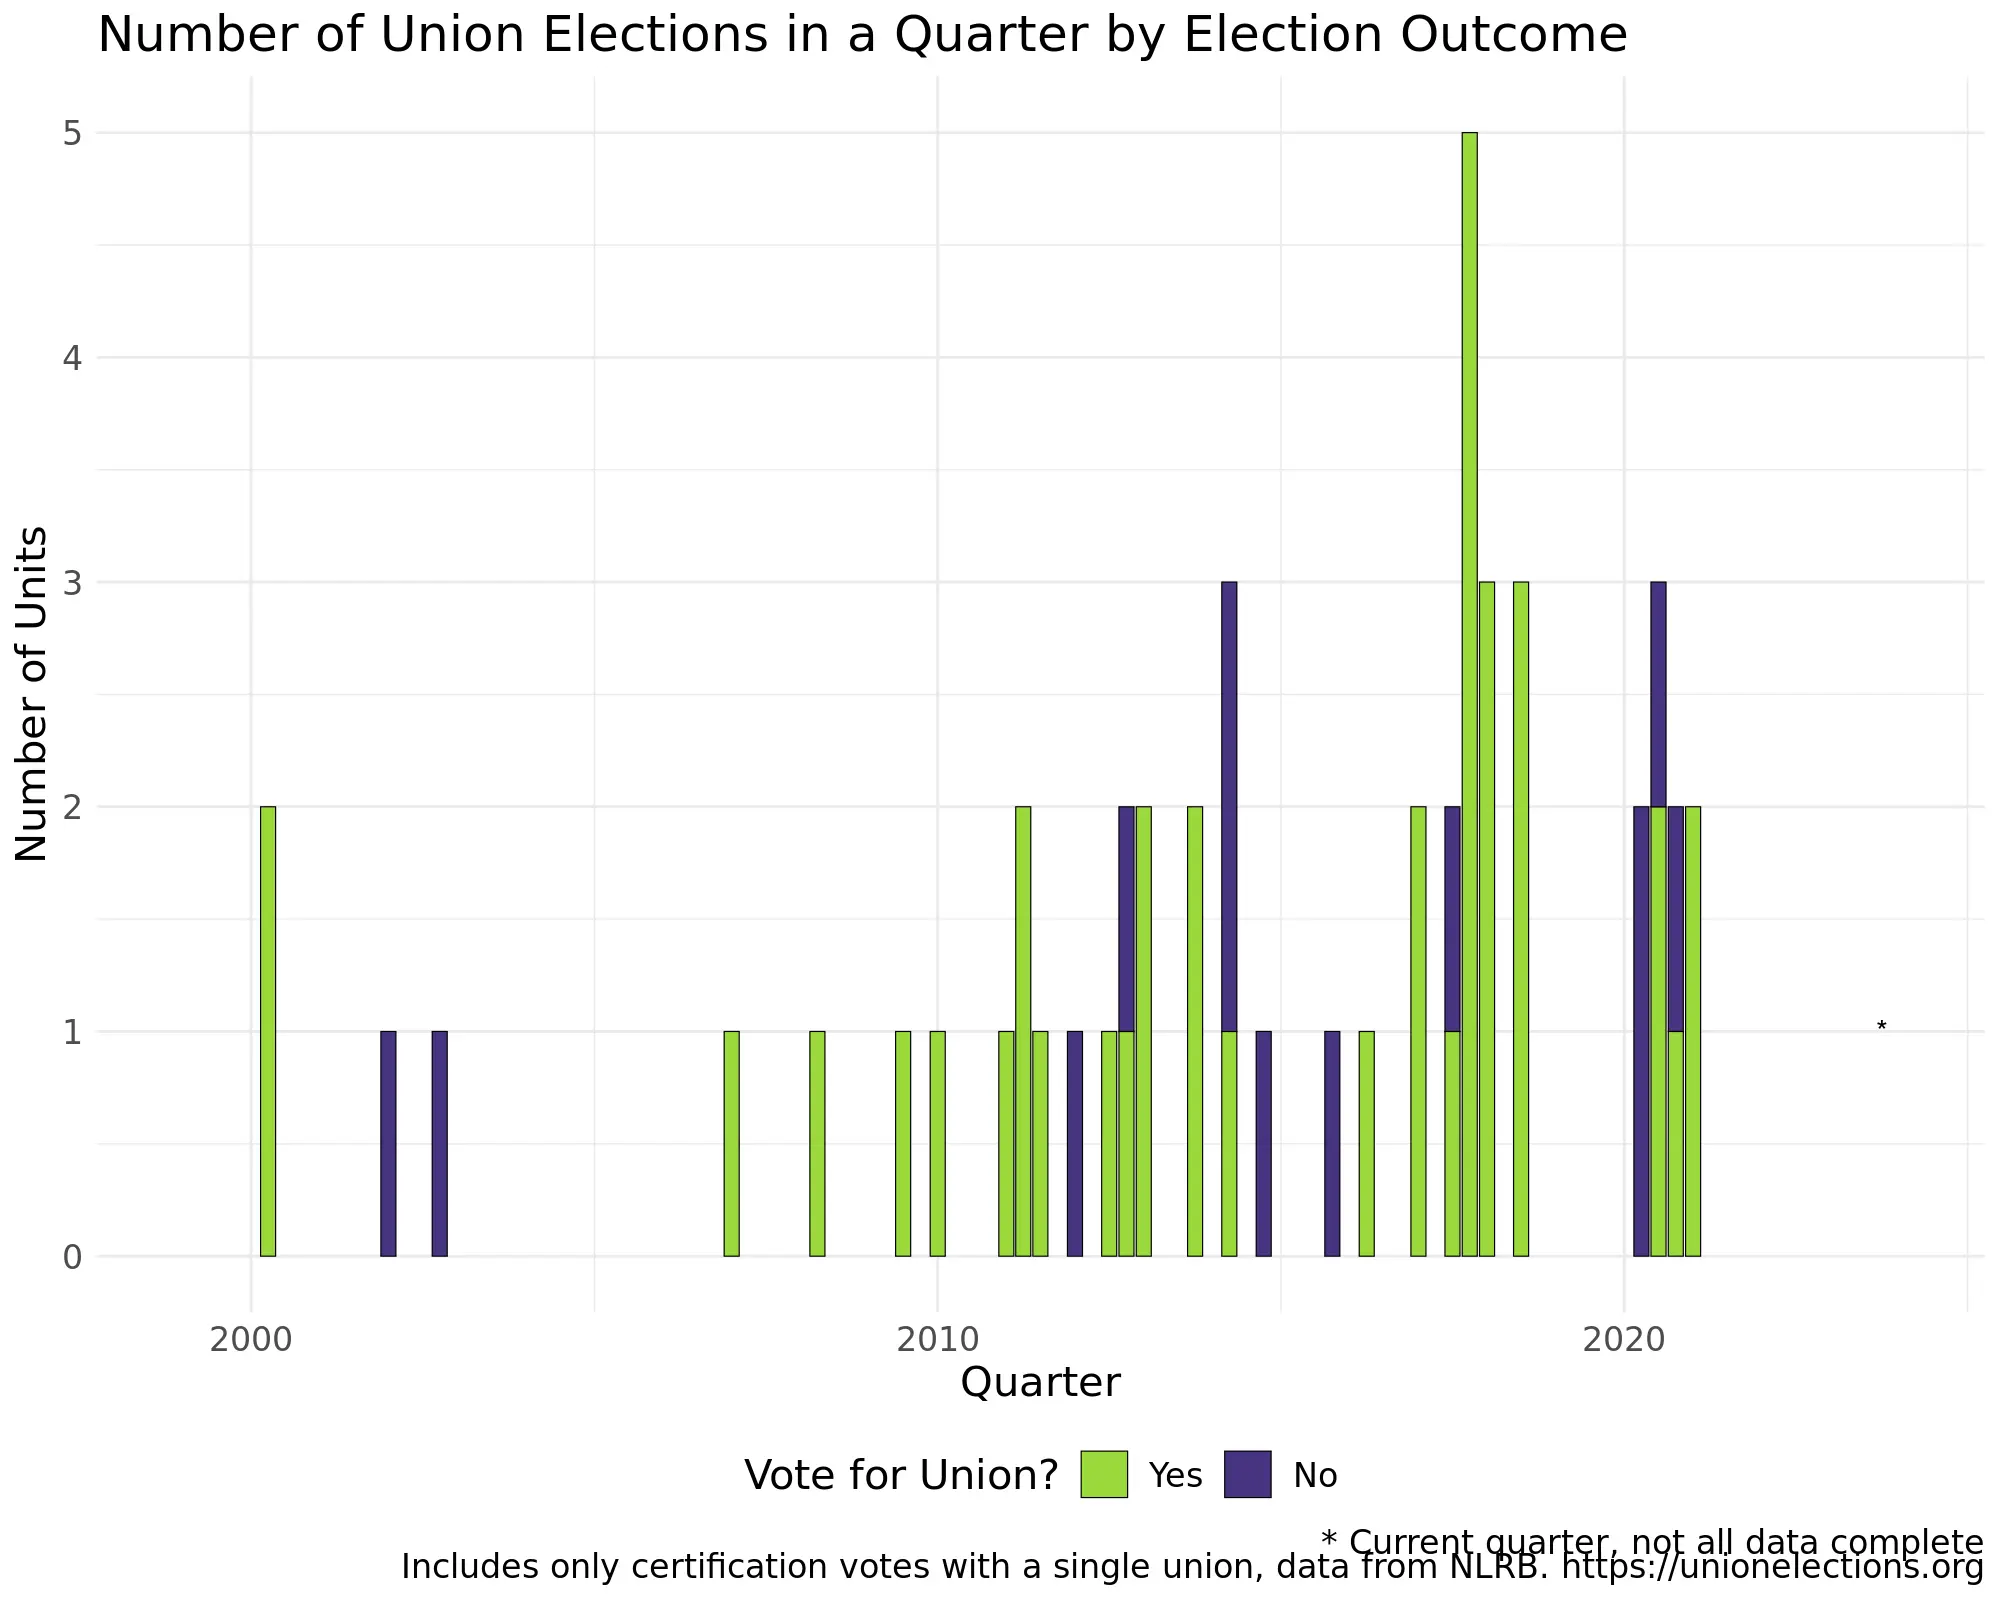 Number of Union Elections in a Quarter by Election Outcome
5
4
3
2
1
0
Number of Units
*
2000 2010 2020
Quarter
Vote for Union? Yes No
* Current quarter, not all data complete
Includes only certification votes with a single union, data from NLRB. https://unionelections.org